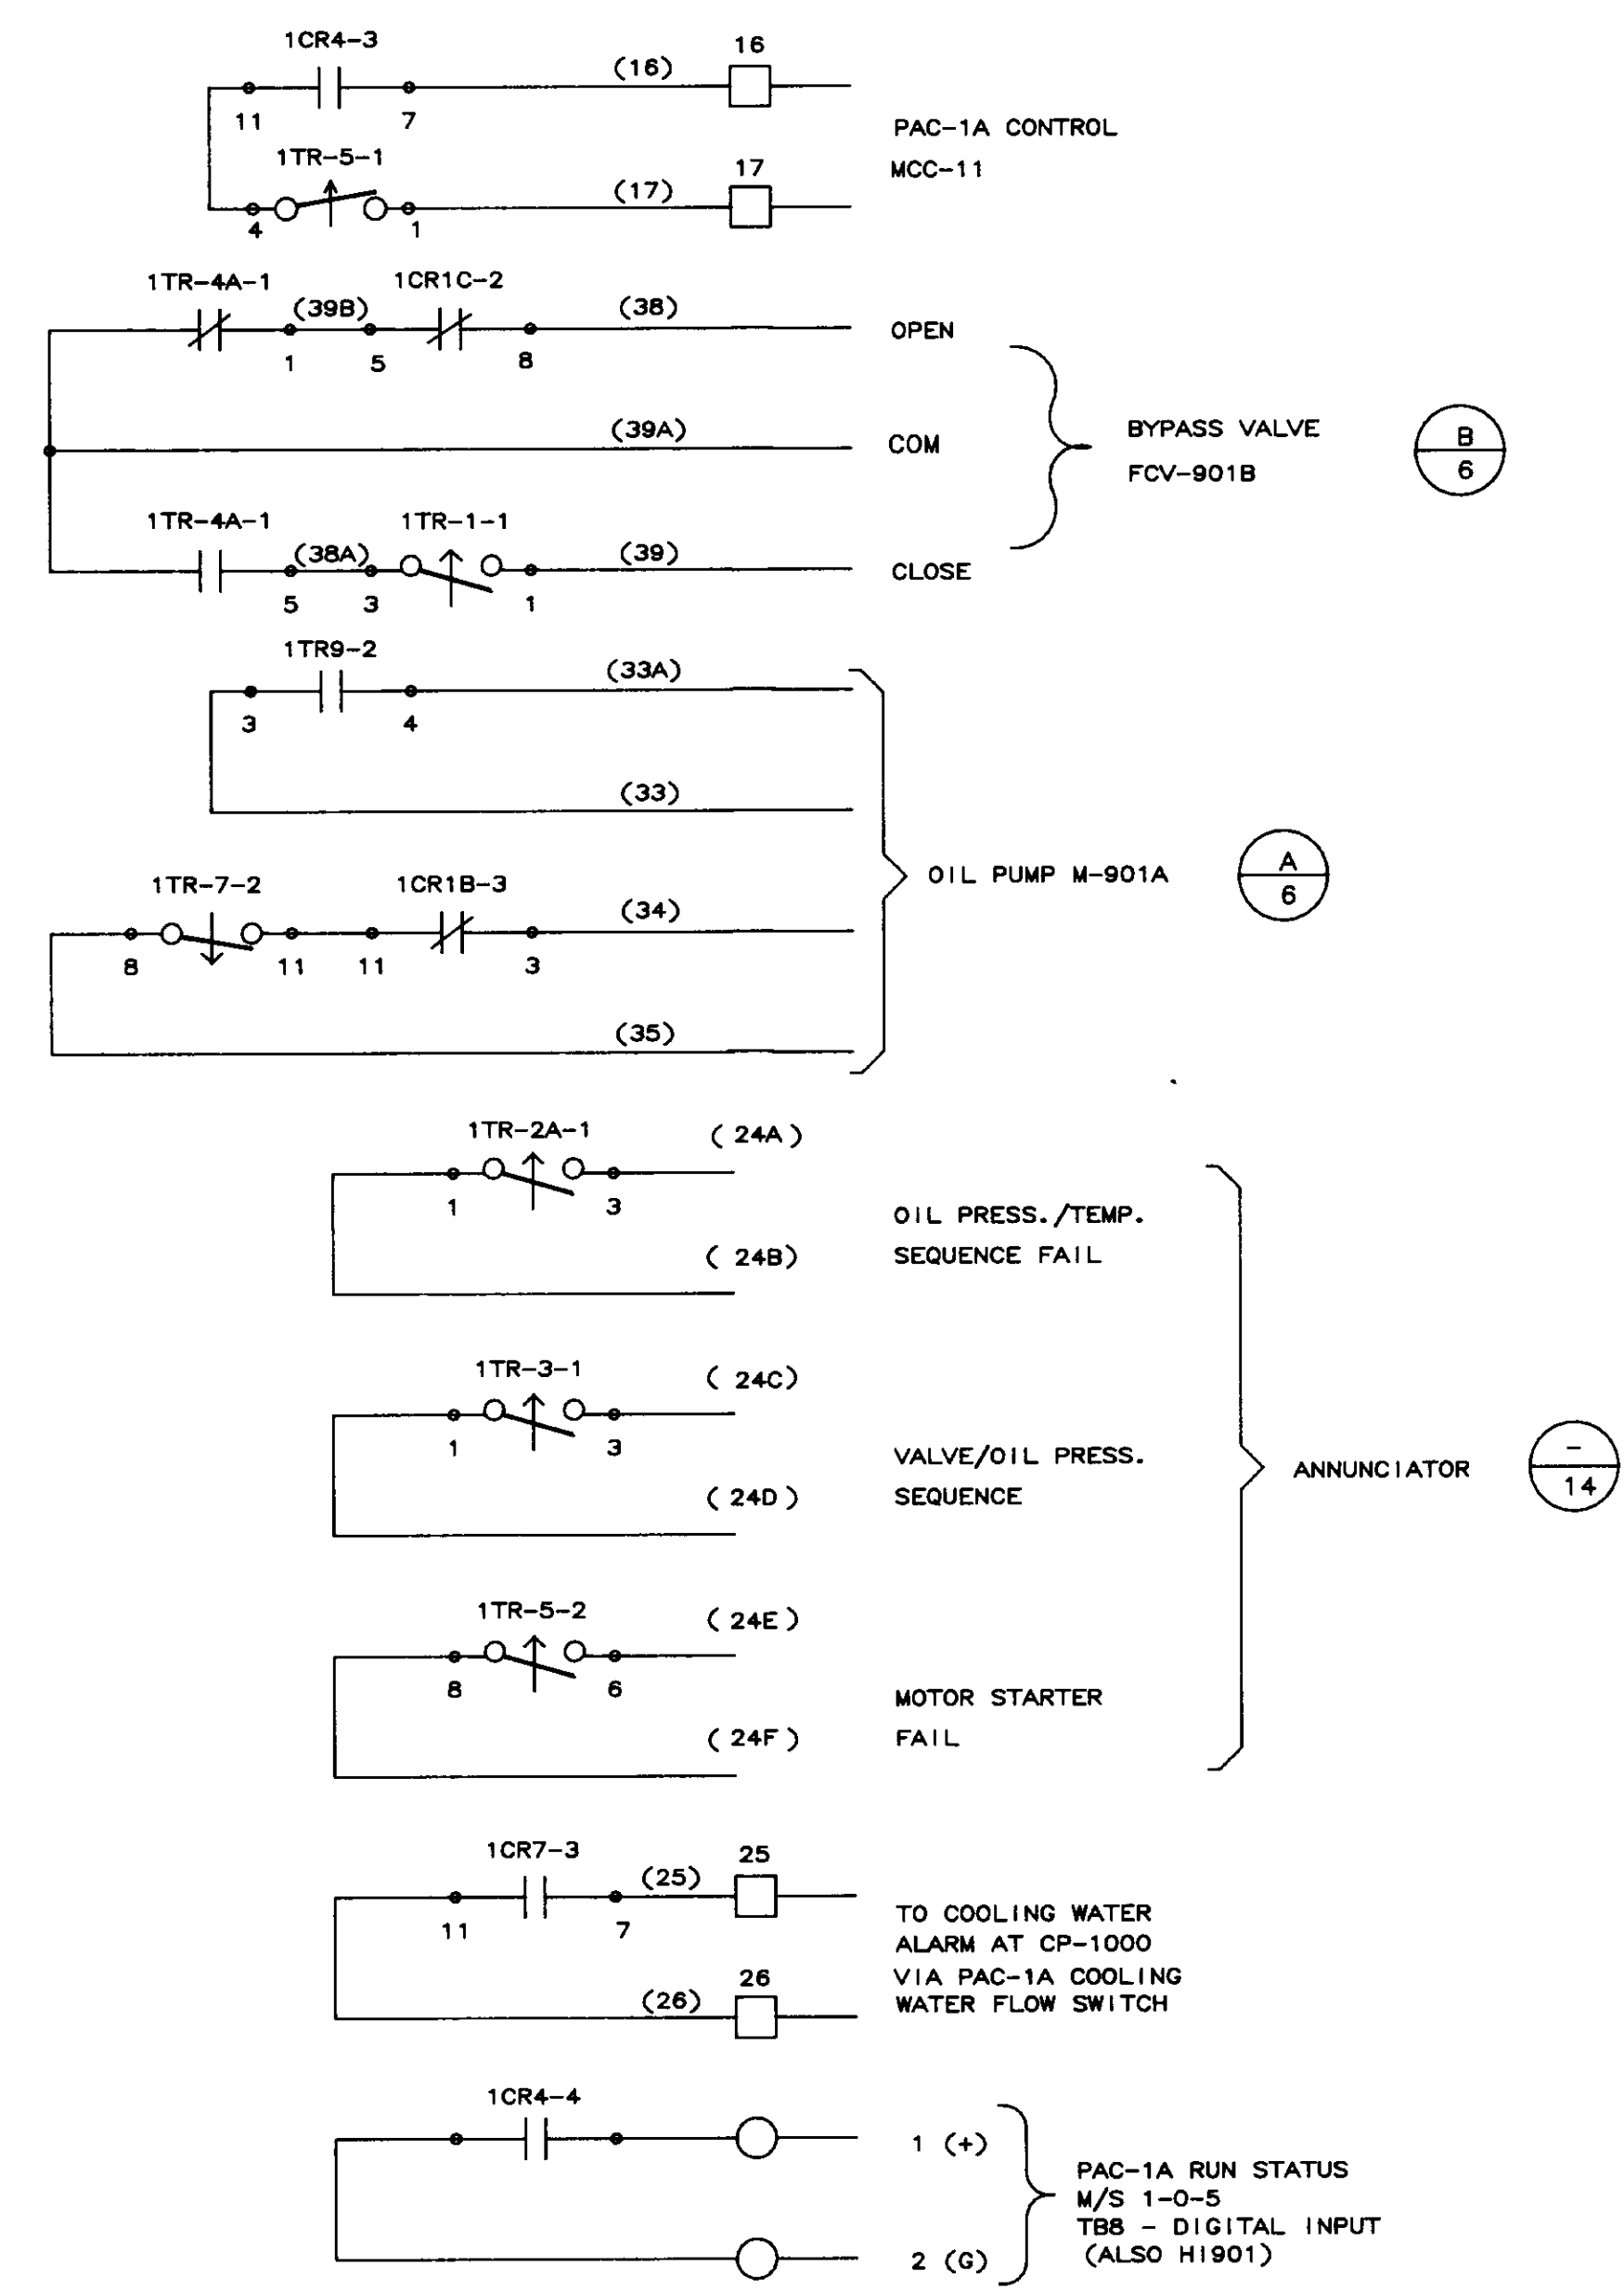 1CR4-3
(16)
16
11
7
PAC-1A CONTROL
MCC-11
1TR-5-1
(17)
17
4
1
1TR-4A-1
(39B)
1CR1C-2
(38)
OPEN
1
5
8
(39A)
COM
BYPASS VALVE
FCV-901B
B
6
1TR-4A-1
(38A)
1TR-1-1
(39)
CLOSE
5
3
1
1TR9-2
(33A)
3
4
(33)
OIL PUMP M-901A
A
6
1TR-7-2
1CR1B-3
(34)
8
11
11
3
(35)
1TR-2A-1
(24A)
1
3
OIL PRESS./TEMP.
SEQUENCE FAIL
(24B)
1TR-3-1
(24C)
1
3
VALVE/OIL PRESS.
SEQUENCE
(24D)
ANNUNCIATOR
-
14
1TR-5-2
(24E)
8
6
MOTOR STARTER
FAIL
(24F)
1CR7-3
(25)
25
11
7
TO COOLING WATER
ALARM AT CP-1000
VIA PAC-1A COOLING
WATER FLOW SWITCH
(26)
26
1CR4-4
1 (+)
PAC-1A RUN STATUS
M/S 1-0-5
TB8 - DIGITAL INPUT
(ALSO HI901)
2 (G)